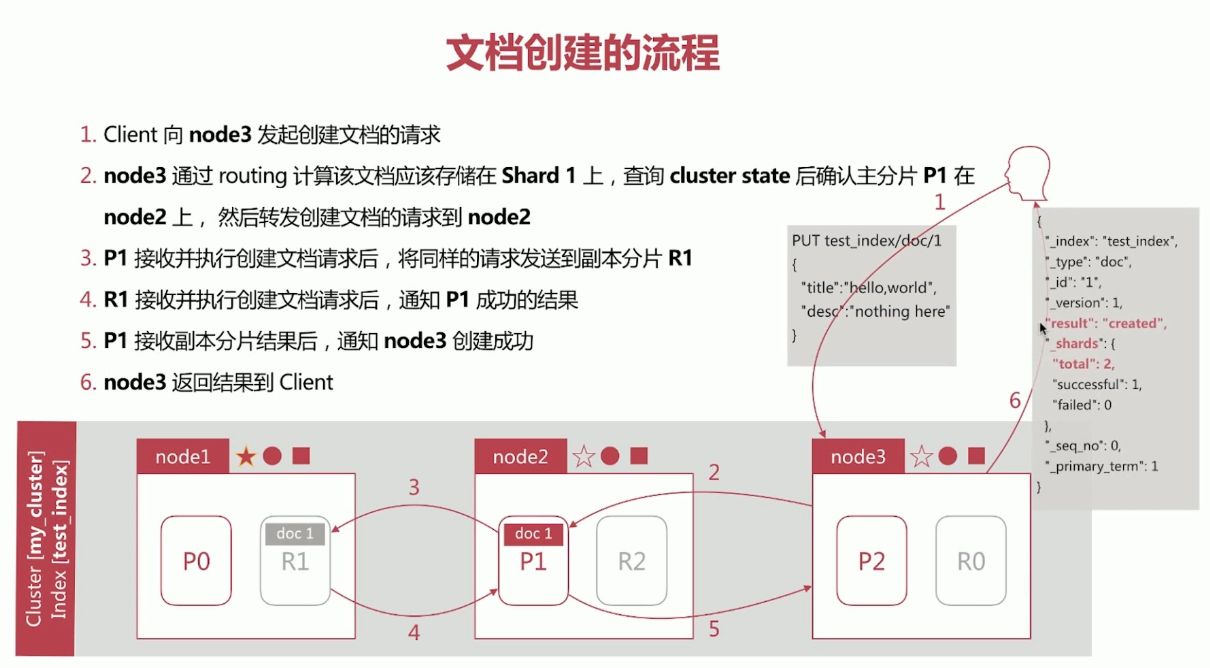 文档创建的流程
1. Client 向 node3 发起创建文档的请求
2. node3 通过 routing 计算该文档应该存储在 Shard 1 上，查询 cluster state 后确认主分片 P1 在
node2 上， 然后转发创建文档的请求到 node2
3. P1 接收并执行创建文档请求后，将同样的请求发送到副本分片 R1
4. R1 接收并执行创建文档请求后，通知 P1 成功的结果
5. P1 接收副本分片结果后，通知 node3 创建成功
6. node3 返回结果到 Client
1
PUT test_index/doc/1
{
"title":"hello,world",
"desc":"nothing here"
}
{
"_index": "test_index",
"_type": "doc",
"_id": "1",
"_version": 1,
"result": "created",
"_shards": {
"total": 2,
"successful": 1,
"failed": 0
},
"_seq_no": 0,
"_primary_term": 1
}
6
Cluster [my_cluster]
Index [test_index]
node1
node2
node3
3
2
P0
doc 1
R1
doc 1
P1
R2
P2
R0
4
5